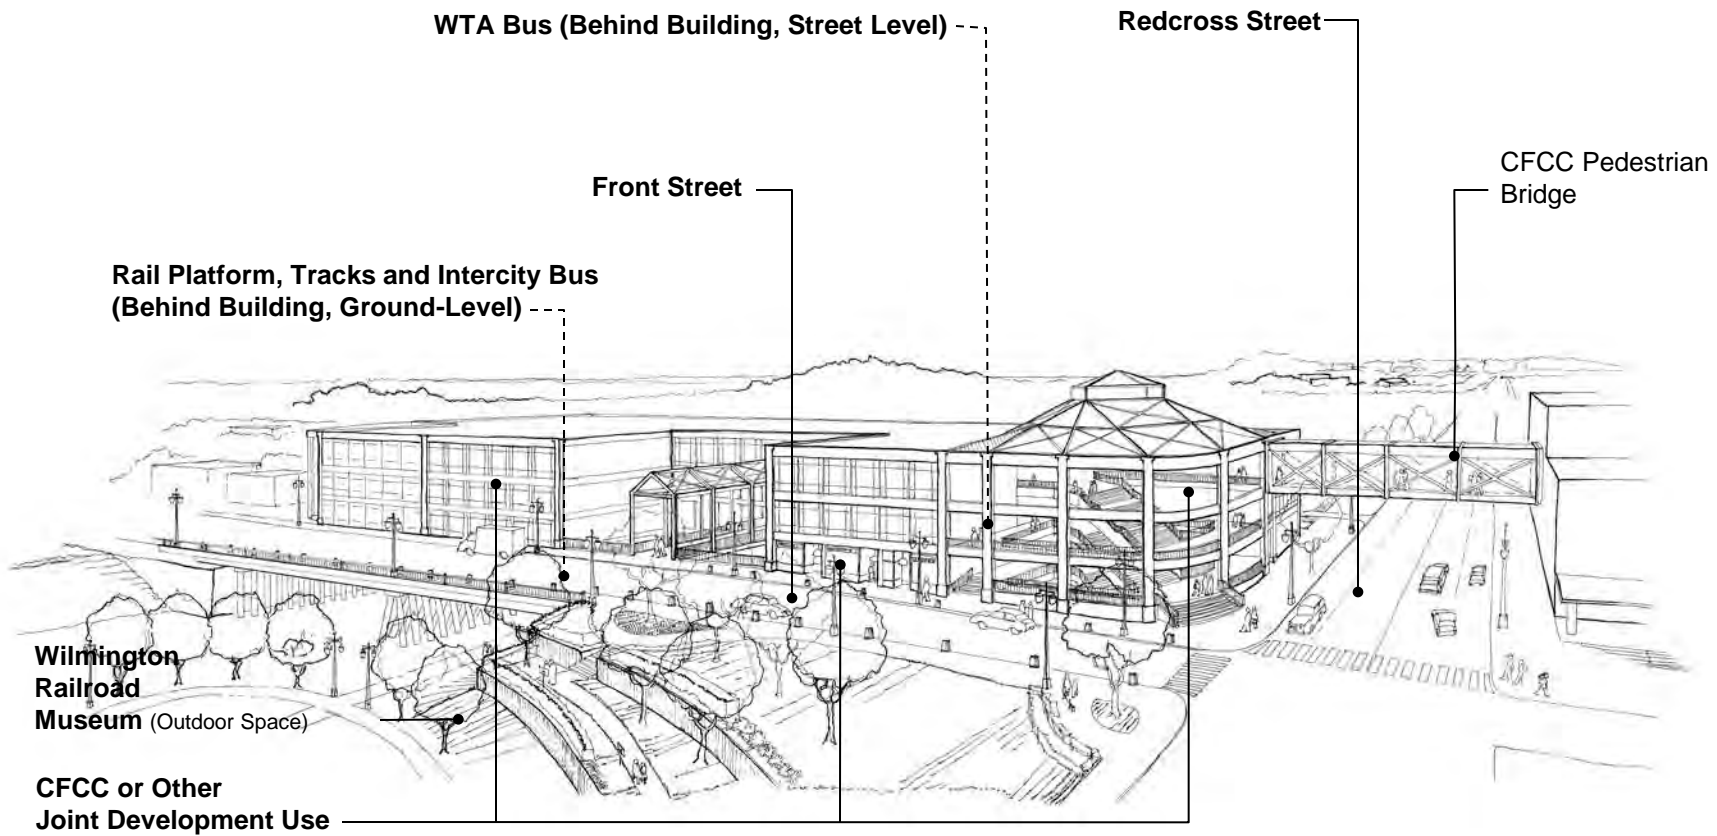 WTA Bus (Behind Building, Street Level)
Redcross Street
CFCC Pedestrian
Bridge
Front Street
Rail Platform, Tracks and Intercity Bus
(Behind Building, Ground-Level)
Wilmington
Railroad
Museum (Outdoor Space)
CFCC or Other
Joint Development Use